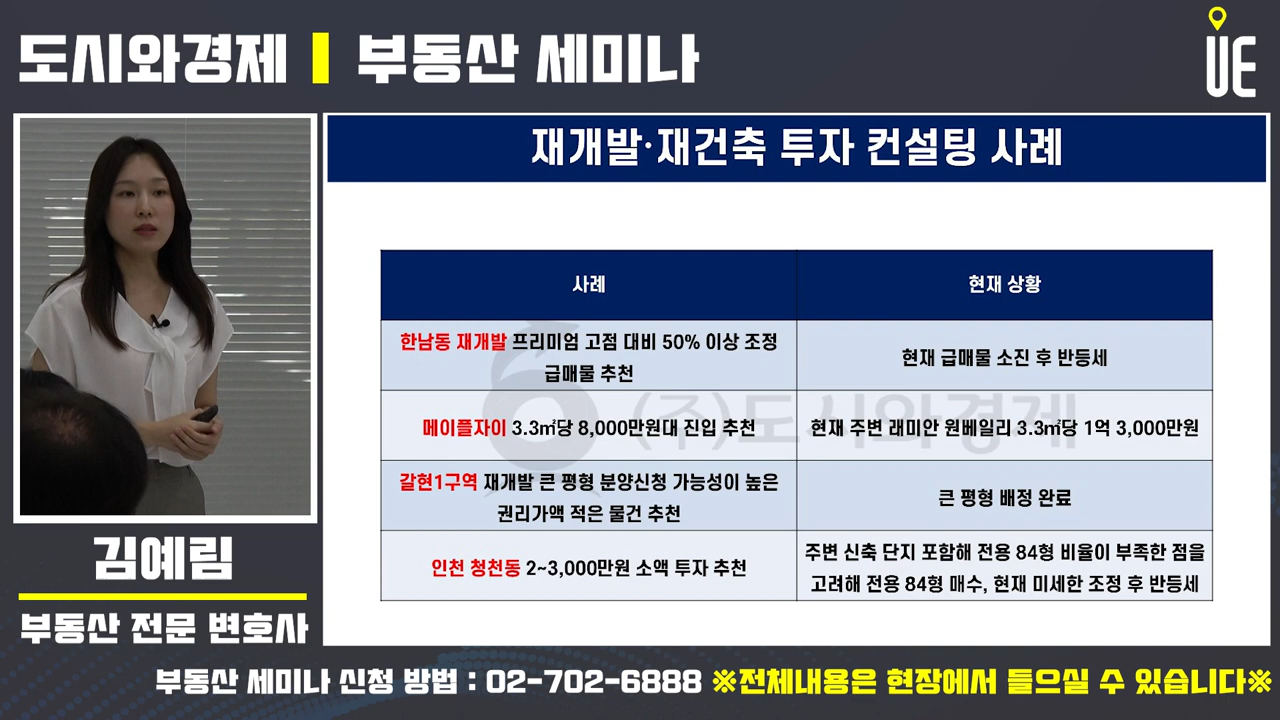 도시와경제 부동산 세미나
UE
재개발·재건축 투자 컨설팅 사례
사례
현재 상황
한남동 재개발 프리미엄 고점 대비 50% 이상 조정
급매물 추천
현재 급매물 소진 후 반등세
메이플자이 3.3㎡당 8,000만원대 진입 추천
현재 주변 래미안 원베일리 3.3㎡당 1억 3,000만원
갈현1구역 재개발 큰 평형 분양신청 가능성이 높은
권리가액 적은 물건 추천
큰 평형 배정 완료
인천 청천동 2~3,000만원 소액 투자 추천
주변 신축 단지 포함해 전용 84형 비율이 부족한 점을
고려해 전용 84형 매수, 현재 미세한 조정 후 반등세
(주)도시와경제
김예림
부동산 전문 변호사
부동산 세미나 신청 방법 : 02-702-6888 ※전체내용은 현장에서 들으실 수 있습니다※